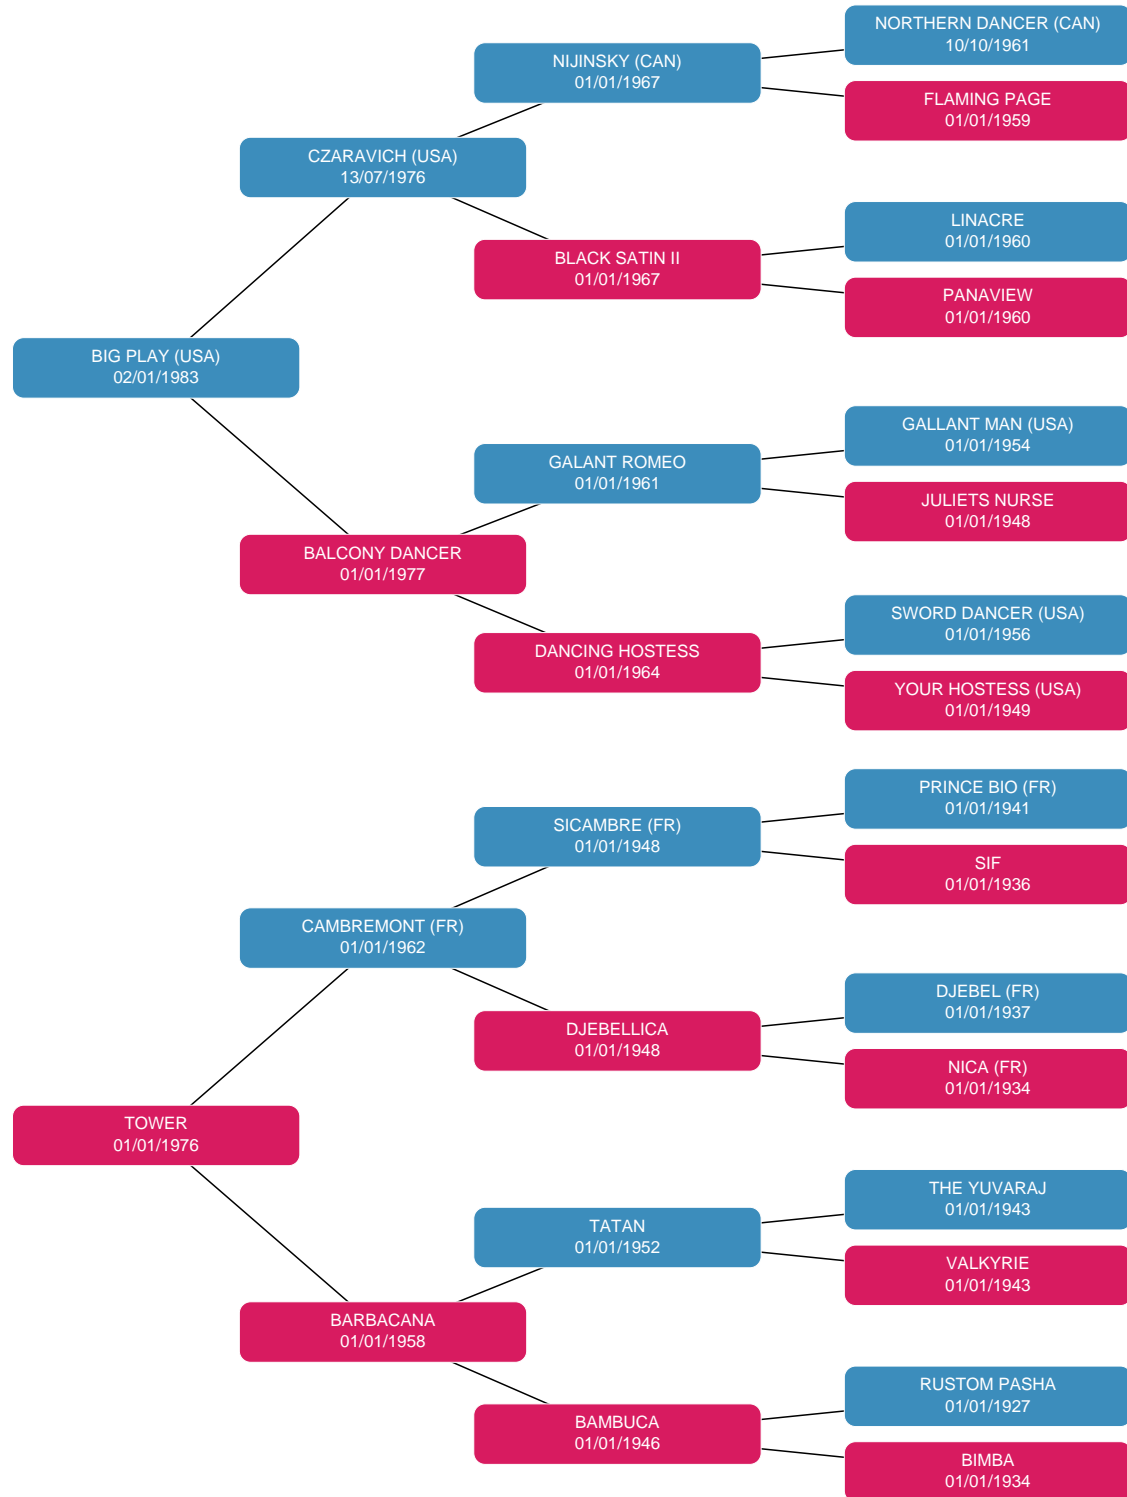 NORTHERN DANCER (CAN)
10/10/1961
NIJINSKY (CAN)
01/01/1967
FLAMING PAGE
01/01/1959
CZARAVICH (USA)
13/07/1976
LINACRE
01/01/1960
BLACK SATIN II
01/01/1967
PANAVIEW
01/01/1960
BIG PLAY (USA)
02/01/1983
GALLANT MAN (USA)
01/01/1954
GALANT ROMEO
01/01/1961
JULIETS NURSE
01/01/1948
BALCONY DANCER
01/01/1977
SWORD DANCER (USA)
01/01/1956
DANCING HOSTESS
01/01/1964
YOUR HOSTESS (USA)
01/01/1949
PRINCE BIO (FR)
01/01/1941
SICAMBRE (FR)
01/01/1948
SIF
01/01/1936
CAMBREMONT (FR)
01/01/1962
DJEBEL (FR)
01/01/1937
DJEBELLICA
01/01/1948
NICA (FR)
01/01/1934
TOWER
01/01/1976
THE YUVARAJ
01/01/1943
TATAN
01/01/1952
VALKYRIE
01/01/1943
BARBACANA
01/01/1958
RUSTOM PASHA
01/01/1927
BAMBUCA
01/01/1946
BIMBA
01/01/1934